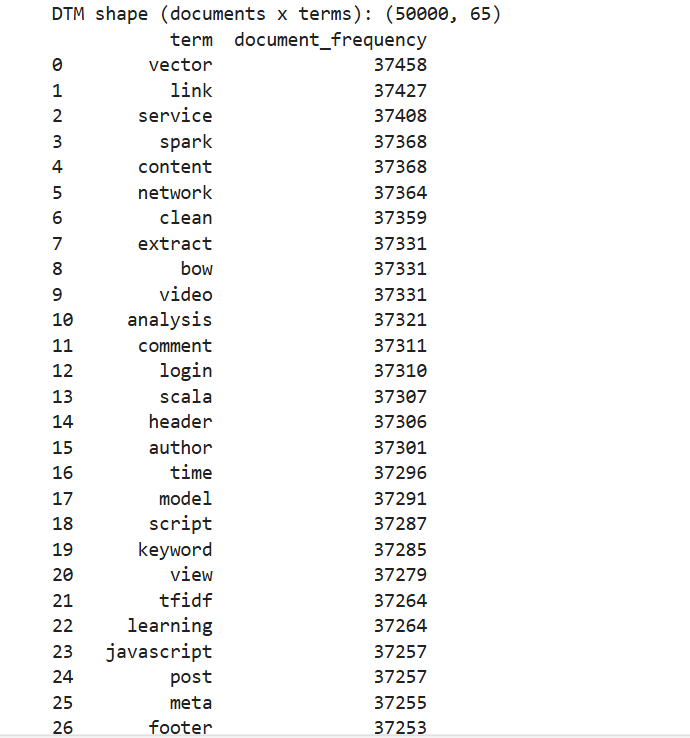 DTM shape (documents x terms): (50000, 65)
term document_frequency
0 vector 37458
1 link 37427
2 service 37408
3 spark 37368
4 content 37368
5 network 37364
6 clean 37359
7 extract 37331
8 bow 37331
9 video 37331
10 analysis 37321
11 comment 37311
12 login 37310
13 scala 37307
14 header 37306
15 author 37301
16 time 37296
17 model 37291
18 script 37287
19 keyword 37285
20 view 37279
21 tfidf 37264
22 learning 37264
23 javascript 37257
24 post 37257
25 meta 37255
26 footer 37253